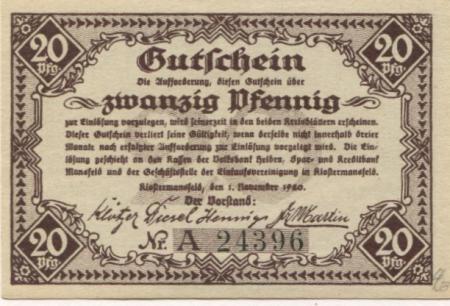 20 Pfg. Gutschein 20 Pfg.
Die Aufforderung, diesen Gutschein über
zwanzig Pfennig
zur Einlösung vorzulegen, wird seinerzeit in den beiden Kreisblättern erscheinen.
Dieser Gutschein verliert seine Gültigkeit, wenn derselbe nicht innerhalb dreier
Monate nach erfolgter Aufforderung zur Einlösung vorgelegt wird. Die Ein-
lösung geschieht an den Kassen der Volksbank Helbra, Spar- und Kreditbank
Mansfeld und der Geschäftsstelle der Einkaufsvereinigung in Klostermansfeld.
Klostermansfeld, den 1. November 1920.
Der Vorstand:
Diesel Hennigs Martin
20 Pfg. Nr. A 24396 20 Pfg.